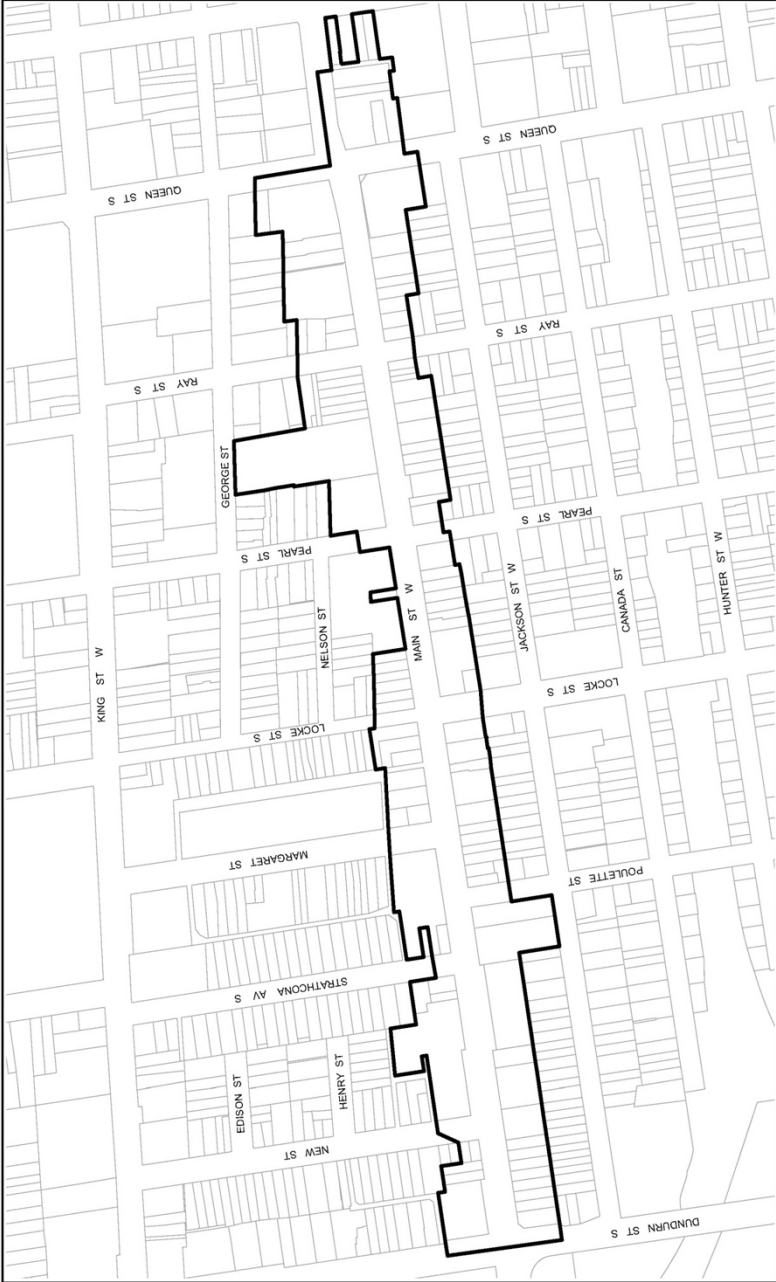 QUEEN ST S
QUEEN ST S
RAY ST S
RAY ST S
GEORGE ST
PEARL ST S
PEARL ST S
HUNTER ST W
CANADA ST
JACKSON ST W
MAIN ST W
NELSON ST
KING ST W
LOCKE ST S
LOCKE ST S
MARGARET ST
POULETTE ST
STRATHCONA AV S
EDISON ST
HENRY ST
NEW ST
DUNDURN ST S